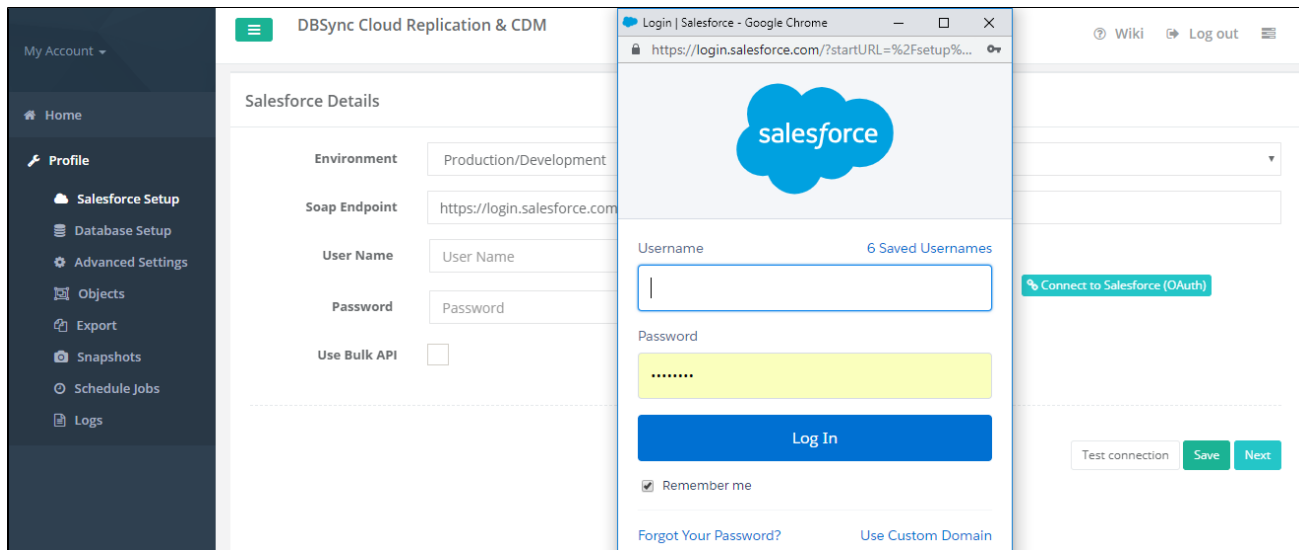 My Account
Home
Profile
Salesforce Setup
Database Setup
Advanced Settings
Objects
Export
Snapshots
Schedule Jobs
Logs
DBSync Cloud Replication & CDM
Wiki
Log out
Salesforce Details
Environment
Production/Development
Soap Endpoint
https://login.salesforce.com
User Name
User Name
Password
Password
Use Bulk API
Connect to Salesforce (OAuth)
Test connection
Save
Next
Login | Salesforce - Google Chrome
https://login.salesforce.com/?startURL=%2Fsetup%...
salesforce
Username
6 Saved Usernames
Password
Log In
Remember me
Forgot Your Password?
Use Custom Domain